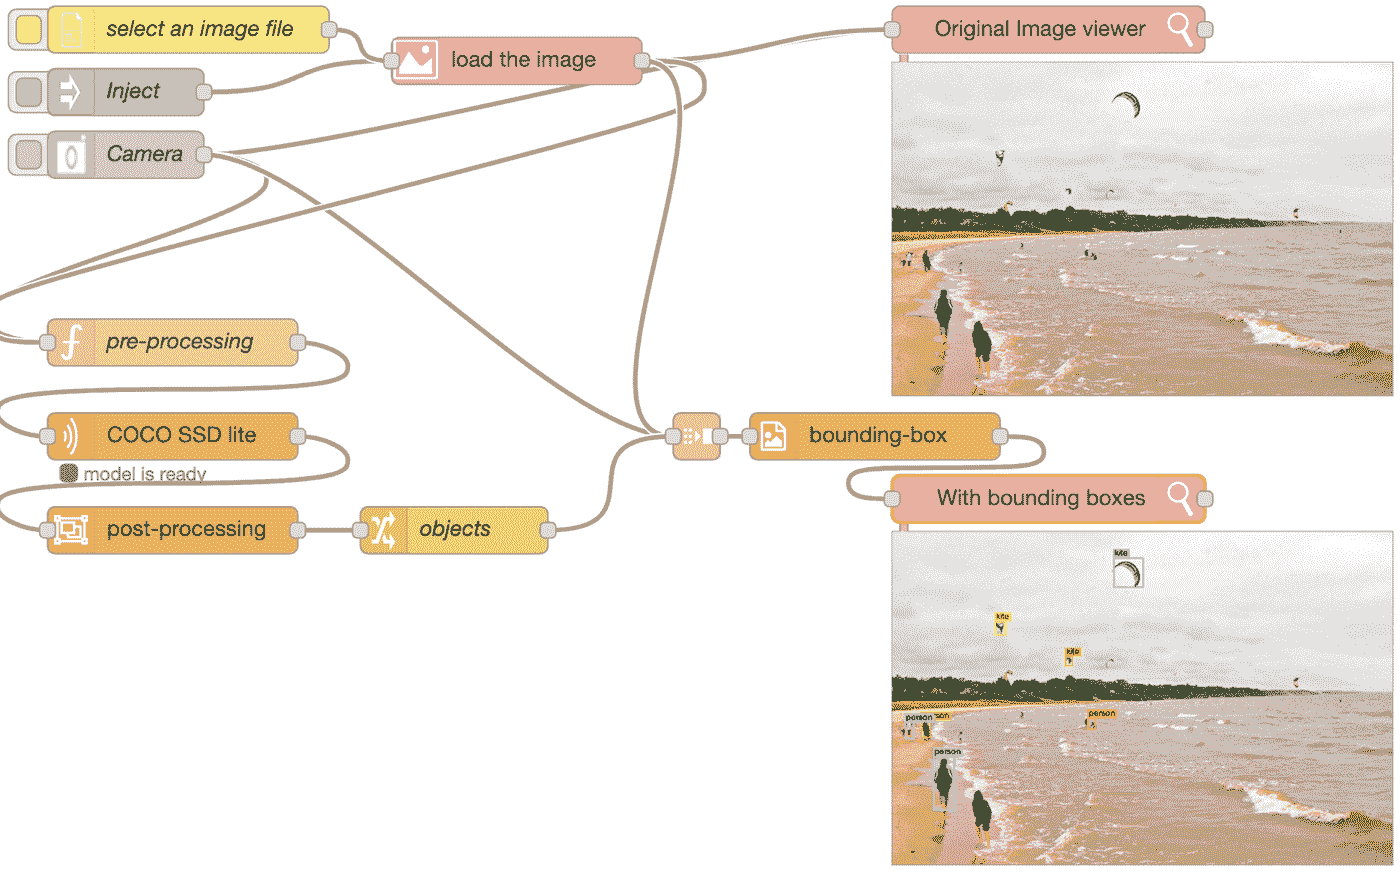 select an image file
load the image
Inject
Camera
Original Image viewer
pre-processing
COCO SSD lite
model is ready
post-processing
objects
bounding-box
With bounding boxes
kite
kite
kite
person
person
son
person